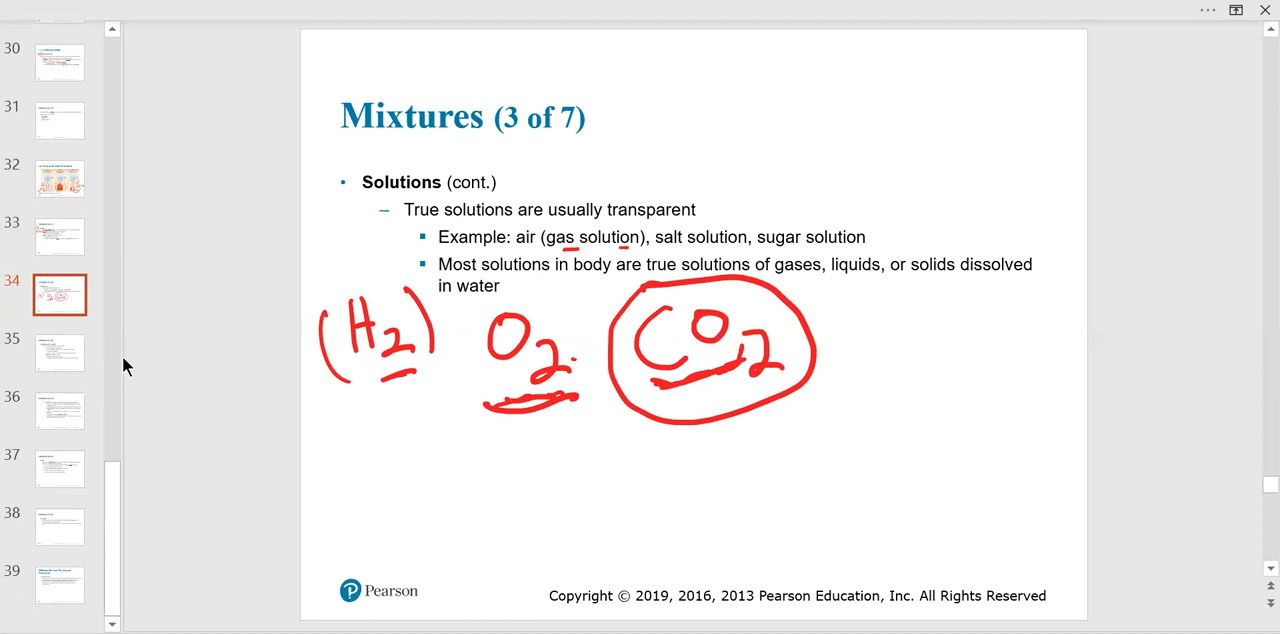 30
31
32
33
34
35
36
37
38
39
Mixtures (3 of 7)
• Solutions (cont.)
– True solutions are usually transparent
▪ Example: air (gas solution), salt solution, sugar solution
▪ Most solutions in body are true solutions of gases, liquids, or solids dissolved
in water
(H2) O2 CO2
Pearson
Copyright © 2019, 2016, 2013 Pearson Education, Inc. All Rights Reserved